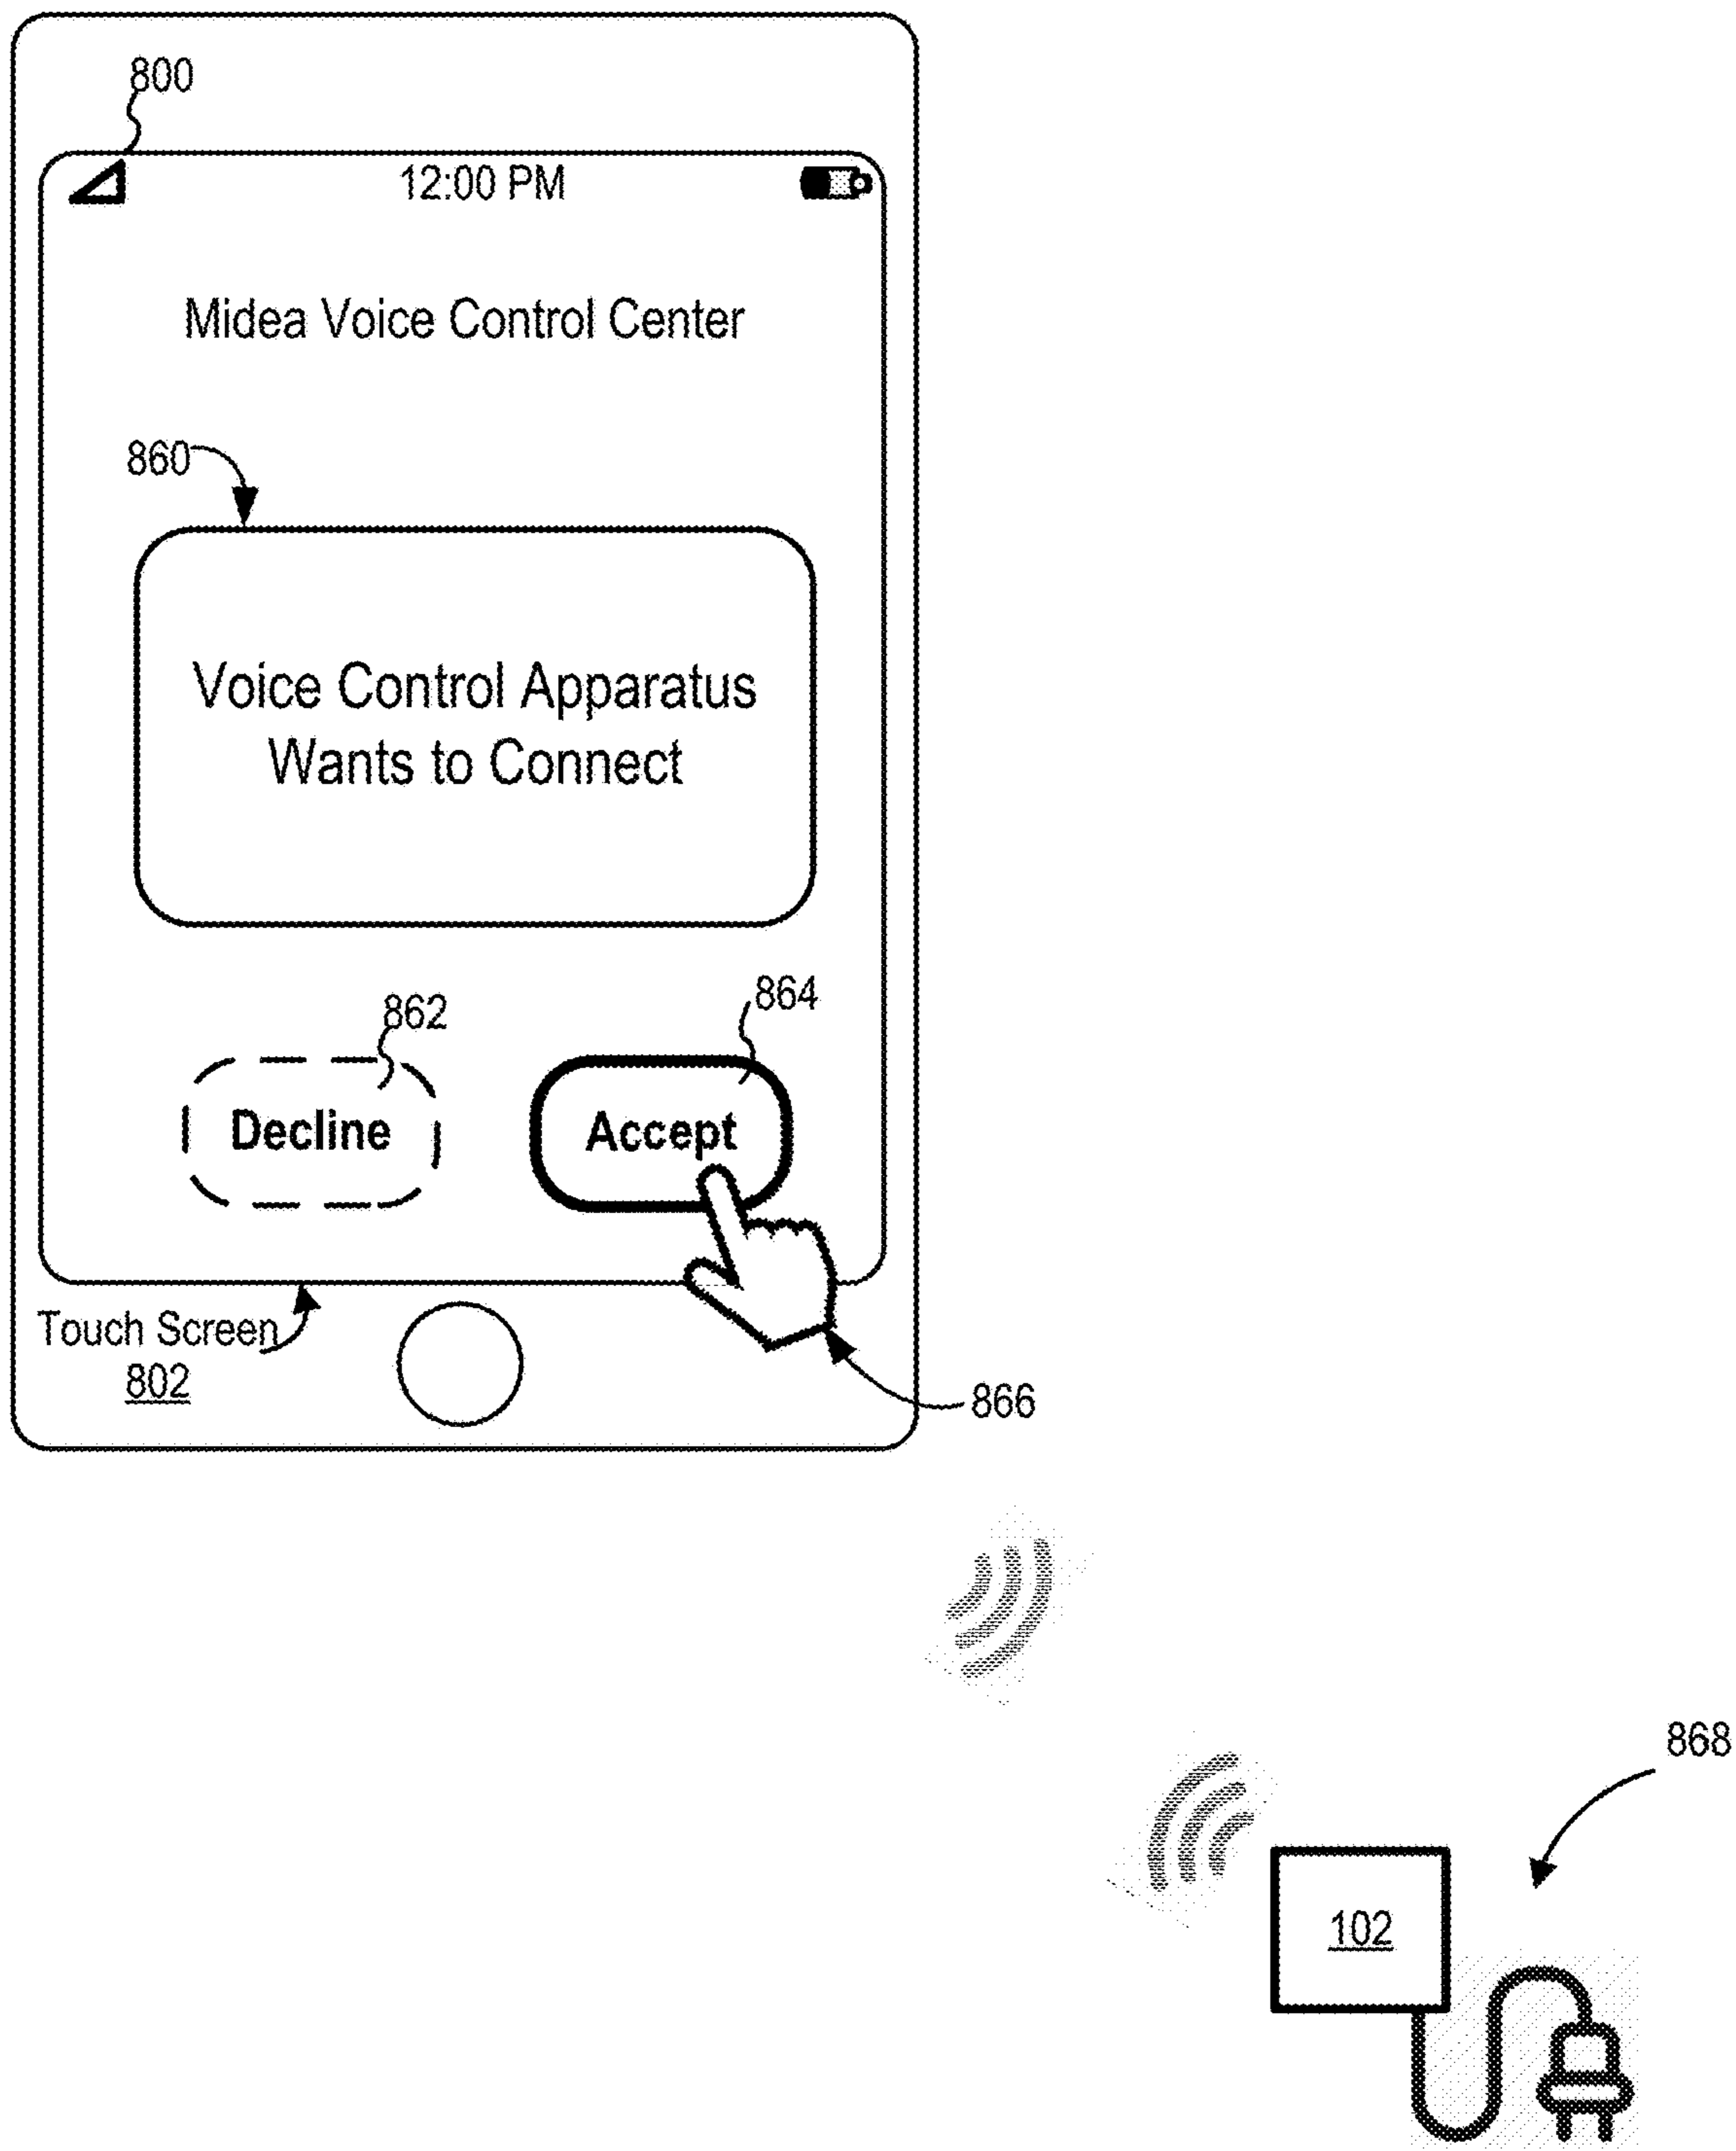 800
12:00 PM
Midea Voice Control Center
860
Voice Control Apparatus
Wants to Connect
862
864
Decline
Accept
Touch Screen
802
866
868
102